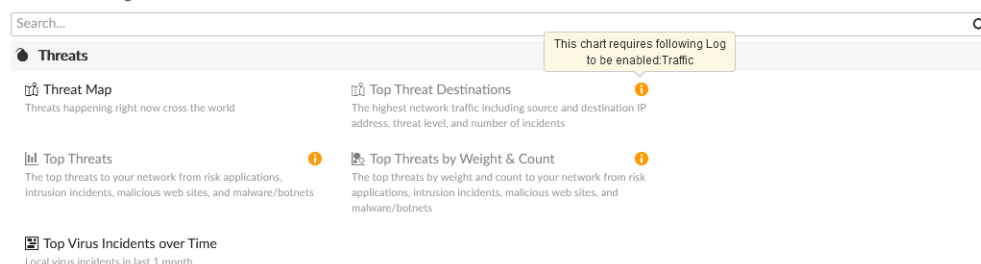 Search...
This chart requires following Log
to be enabled:Traffic
Threats
Threat Map
Threats happening right now cross the world
Top Threat Destinations
The highest network traffic including source and destination IP
address, threat level, and number of incidents
Top Threats
The top threats to your network from risk applications,
intrusion incidents, malicious web sites, and malware/botnets
Top Threats by Weight & Count
The top threats by weight and count to your network from risk
applications, intrusion incidents, malicious web sites, and
malware/botnets
Top Virus Incidents over Time
Local virus incidents in last 1 month